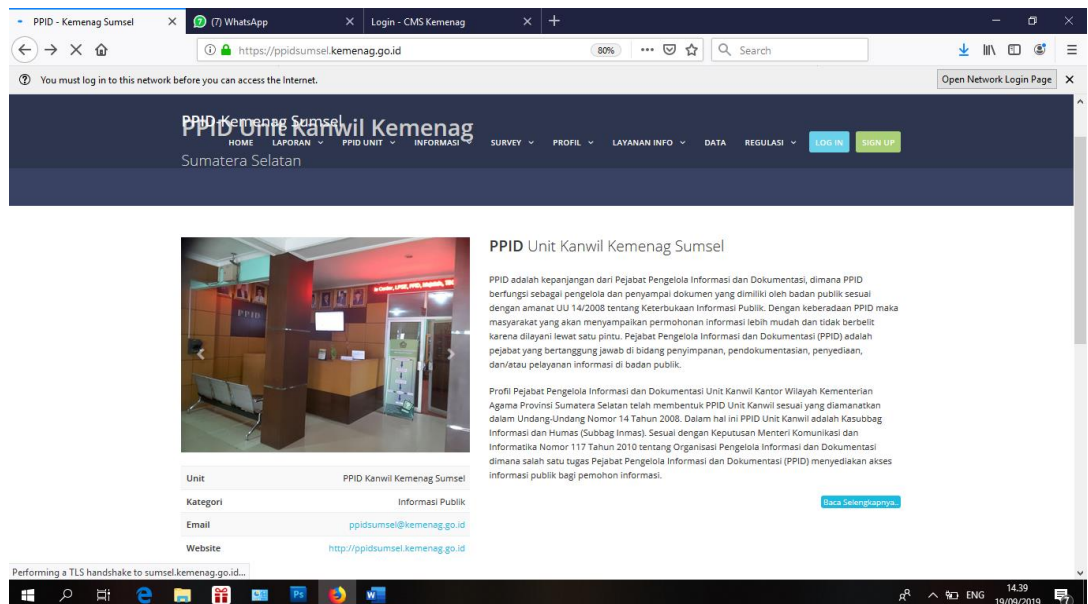 PPID - Kemenag Sumsel
(7) WhatsApp
Login - CMS Kemenag
https://ppidsumsel.kemenag.go.id
80%
Search
You must log in to this network before you can access the Internet.
Open Network Login Page
PPID Kemenag Sumsel
PPID Unit Kanwil Kemenag
HOME LAPORAN PPID UNIT INFORMASI SURVEY PROFIL LAYANAN INFO DATA REGULASI LOG IN SIGN UP
Sumatera Selatan
PPID
PPID Unit Kanwil Kemenag Sumsel
PPID adalah kepanjangan dari Pejabat Pengelola Informasi dan Dokumentasi, dimana PPID
berfungsi sebagai pengelola dan penyampai dokumen yang dimiliki oleh badan publik sesuai
dengan amanat UU 14/2008 tentang Keterbukaan Informasi Publik. Dengan keberadaan PPID maka
masyarakat yang akan menyampaikan permohonan informasi lebih mudah dan tidak berbelit
karena dilayani lewat satu pintu. Pejabat Pengelola Informasi dan Dokumentasi (PPID) adalah
pejabat yang bertanggung jawab di bidang penyimpanan, pendokumentasian, penyediaan,
dan/atau pelayanan informasi di badan publik.
Profil Pejabat Pengelola Informasi dan Dokumentasi Unit Kanwil Kantor Wilayah Kementerian
Agama Provinsi Sumatera Selatan telah membentuk PPID Unit Kanwil sesuai yang diamanatkan
dalam Undang-Undang Nomor 14 Tahun 2008. Dalam hal ini PPID Unit Kanwil adalah Kasubbag
Informasi dan Humas (Subbag Inmas). Sesuai dengan Keputusan Menteri Komunikasi dan
Informatika Nomor 117 Tahun 2010 tentang Organisasi Pengelola Informasi dan Dokumentasi
dimana salah satu tugas Pejabat Pengelola Informasi dan Dokumentasi (PPID) menyediakan akses
informasi publik bagi pemohon informasi.
Baca Selengkapnya..
Unit PPID Kanwil Kemenag Sumsel
Kategori Informasi Publik
Email ppidsumsel@kemenag.go.id
Website http://ppidsumsel.kemenag.go.id
Performing a TLS handshake to sumsel.kemenag.go.id...
ENG
14.39
19/09/2019